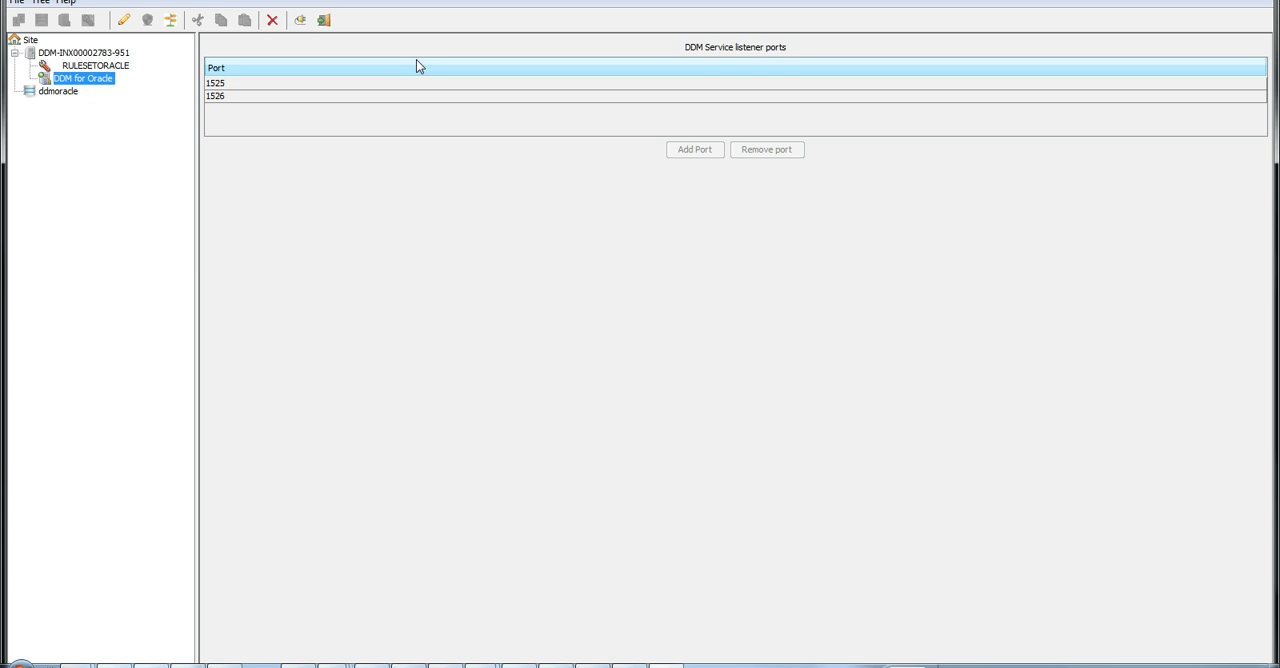 File Tree Help
Site
DDM-INX00002783-951
RULESETORACLE
DDM for Oracle
ddmoracle
DDM Service listener ports
Port
1525
1526
Add Port Remove port